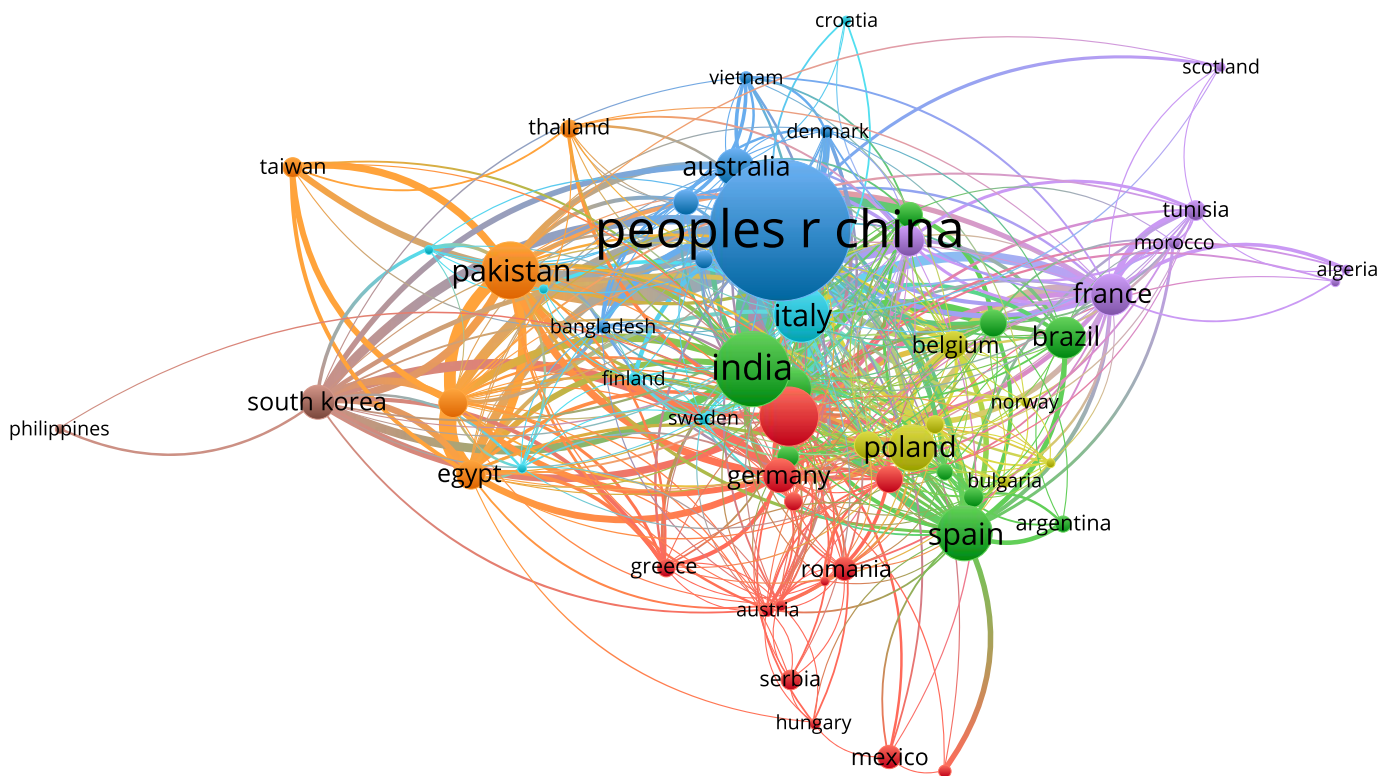 croatia
scotland
vietnam
thailand
denmark
taiwan
australia
tunisia
peoples r china
morocco
pakistan
algeria
france
italy
bangladesh
brazil
belgium
india
finland
south korea
norway
sweden
philippines
poland
egypt
germany
bulgaria
argentina
spain
greece
romania
austria
serbia
hungary
mexico